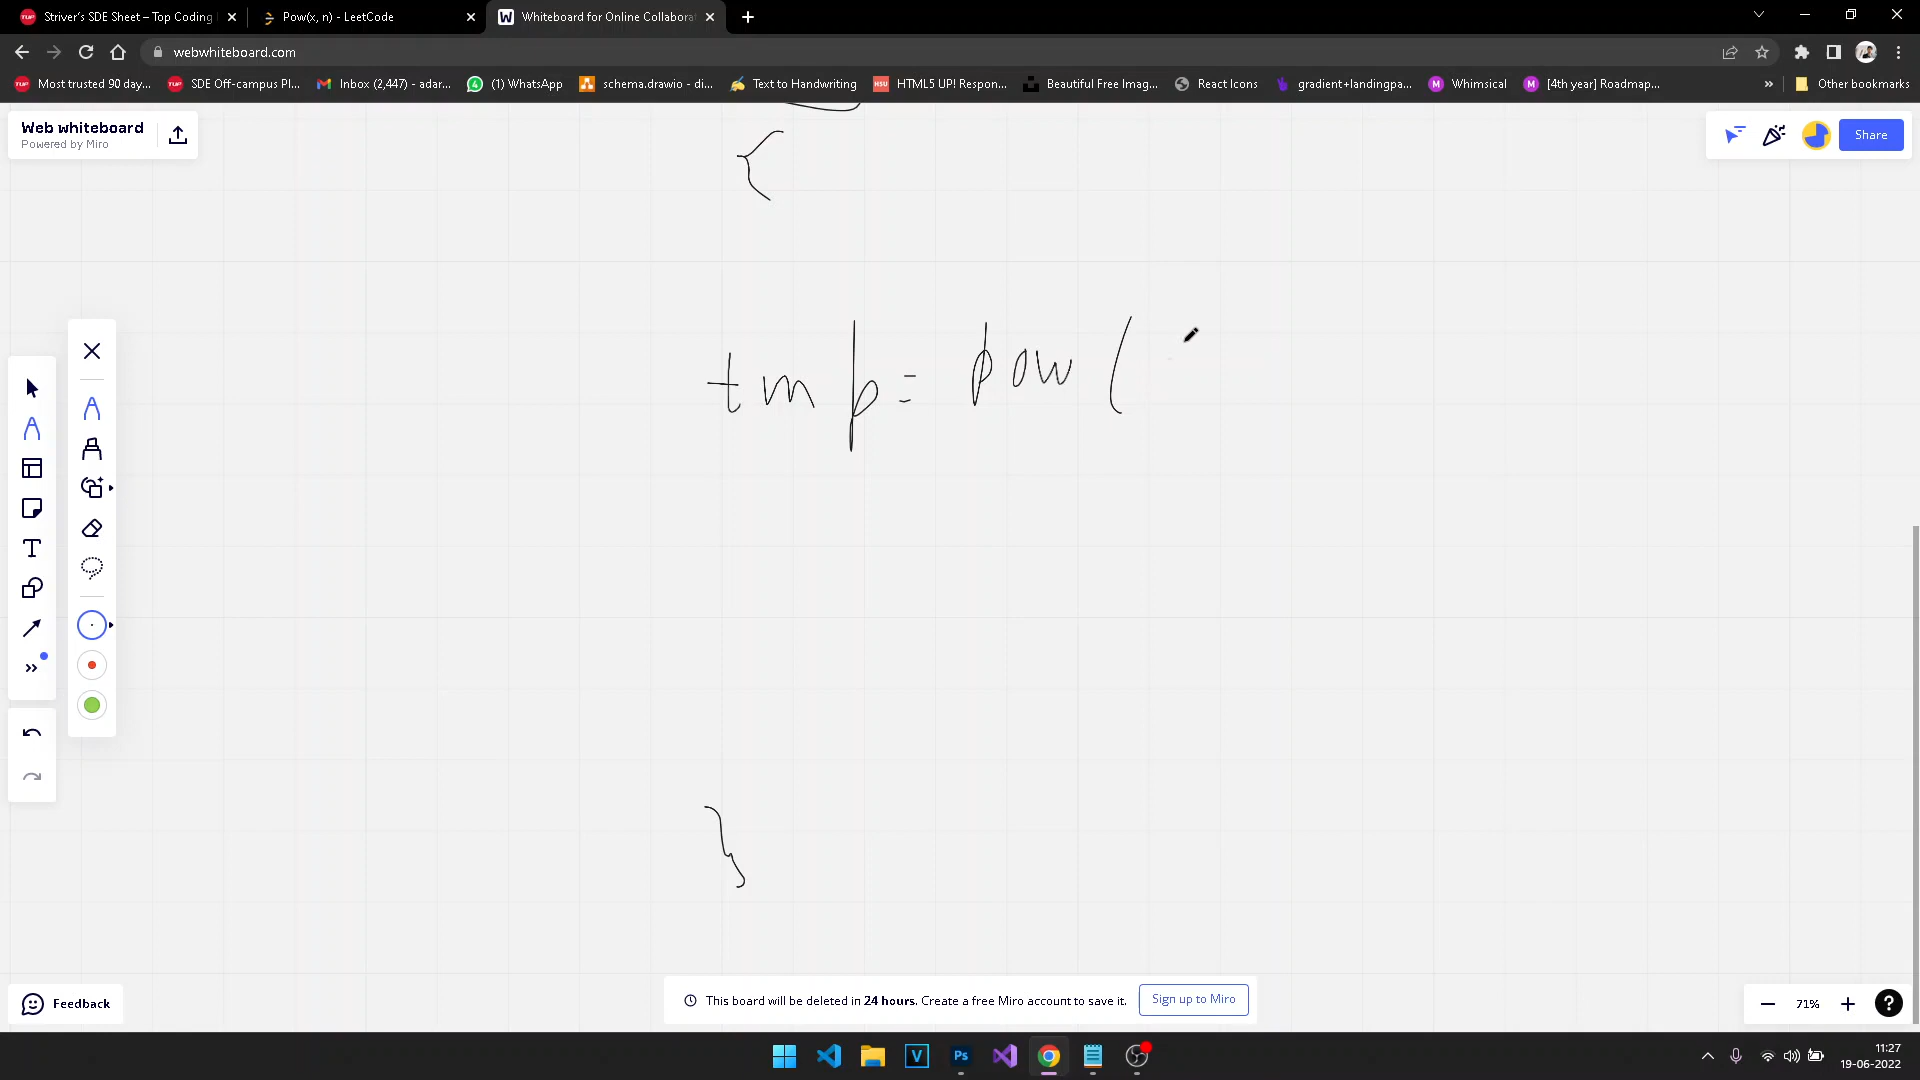 Striver's SDE Sheet – Top Coding
Pow(x, n) - LeetCode
Whiteboard for Online Collabora
webwhiteboard.com
Most trusted 90 day...
SDE Off-campus Pl...
Inbox (2,447) - adar...
(1) WhatsApp
schema.drawio - di...
Text to Handwriting
HTML5 UP! Respon...
Beautiful Free Imag...
React Icons
gradient+landingpa...
Whimsical
[4th year] Roadmap...
»
Other bookmarks
Web whiteboard
Powered by Miro
Share
{
tmp = pow (
}
Feedback
This board will be deleted in 24 hours. Create a free Miro account to save it.
Sign up to Miro
71%
?
11:27
19-06-2022